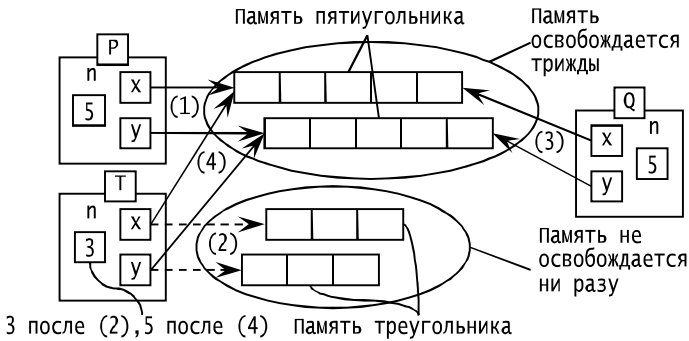 Память пятиугольника
Память
освобождается
трижды
P
n
x
5
y
(1)
(4)
Q
n
x
5
y
(3)
T
n
x
3
y
(2)
Память не
освобождается
ни разу
3 после (2),5 после (4)
Память треугольника